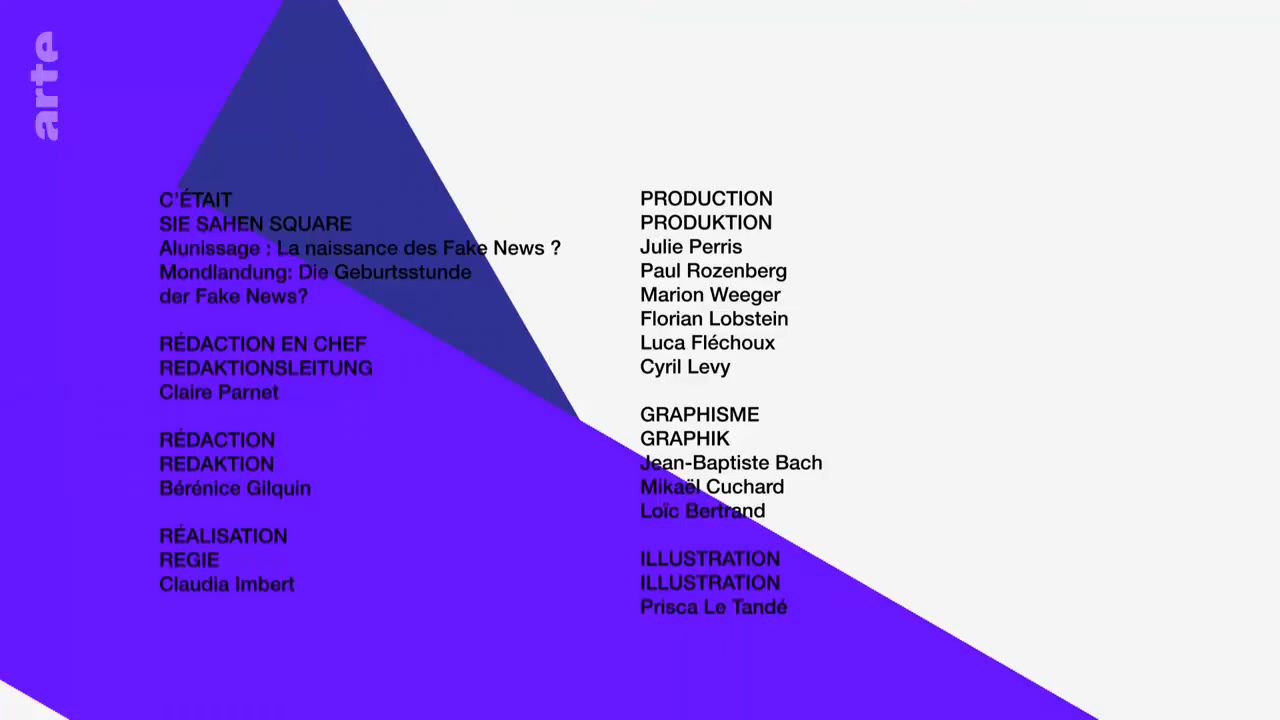 arte
C'ÉTAIT
SIE SAHEN SQUARE
Alunissage : La naissance des Fake News ?
Mondlandung: Die Geburtsstunde
der Fake News?
RÉDACTION EN CHEF
REDAKTIONSLEITUNG
Claire Parnet
RÉDACTION
REDAKTION
Bérénice Gilquin
RÉALISATION
REGIE
Claudia Imbert
PRODUCTION
PRODUKTION
Julie Perris
Paul Rozenberg
Marion Weeger
Florian Lobstein
Luca Fléchoux
Cyril Levy
GRAPHISME
GRAPHIK
Jean-Baptiste Bach
Mikaël Cuchard
Loïc Bertrand
ILLUSTRATION
ILLUSTRATION
Prisca Le Tandé